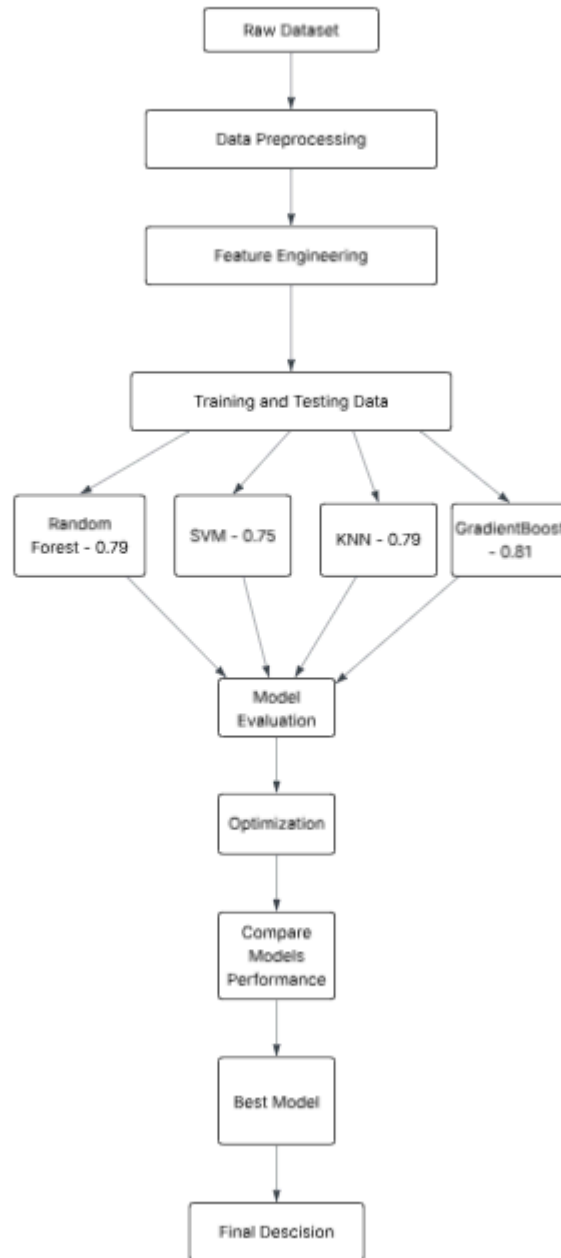 Raw Dataset
Data Preprocessing
Feature Engineering
Training and Testing Data
Random
Forest - 0.79
SVM - 0.75
KNN - 0.79
GradientBoost
- 0.81
Model
Evaluation
Optimization
Compare
Models
Performance
Best Model
Final Descision